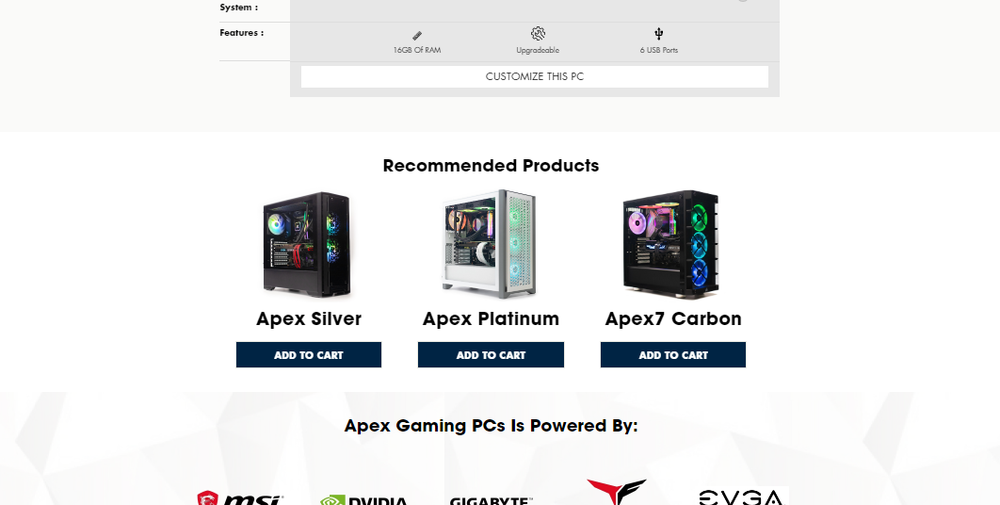 System :
Features :
16GB Of RAM
Upgradeable
6 USB Ports
CUSTOMIZE THIS PC
Recommended Products
Apex Silver
Apex Platinum
Apex7 Carbon
ADD TO CART
ADD TO CART
ADD TO CART
Apex Gaming PCs Is Powered By:
msi
NVIDIA
GIGABYTE™
EVGA